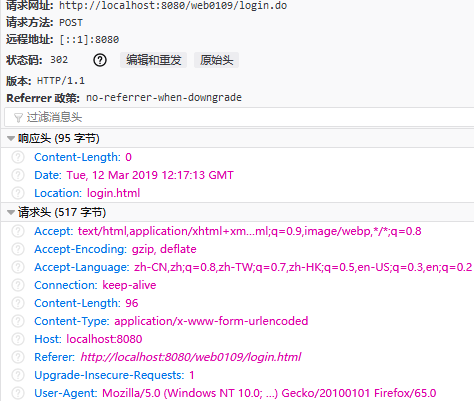 请求网址: http://localhost:8080/web0109/login.do
请求方法: POST
远程地址: [::1]:8080
状态码: 302 ? 编辑和重发 原始头
版本: HTTP/1.1
Referrer 政策: no-referrer-when-downgrade
过滤消息头
响应头 (95 字节)
? Content-Length: 0
? Date: Tue, 12 Mar 2019 12:17:13 GMT
? Location: login.html
请求头 (517 字节)
? Accept: text/html,application/xhtml+xm...ml;q=0.9,image/webp,*/*;q=0.8
? Accept-Encoding: gzip, deflate
? Accept-Language: zh-CN,zh;q=0.8,zh-TW;q=0.7,zh-HK;q=0.5,en-US;q=0.3,en;q=0.2
? Connection: keep-alive
? Content-Length: 96
? Content-Type: application/x-www-form-urlencoded
? Host: localhost:8080
? Referer: http://localhost:8080/web0109/login.html
? Upgrade-Insecure-Requests: 1
? User-Agent: Mozilla/5.0 (Windows NT 10.0; ...) Gecko/20100101 Firefox/65.0